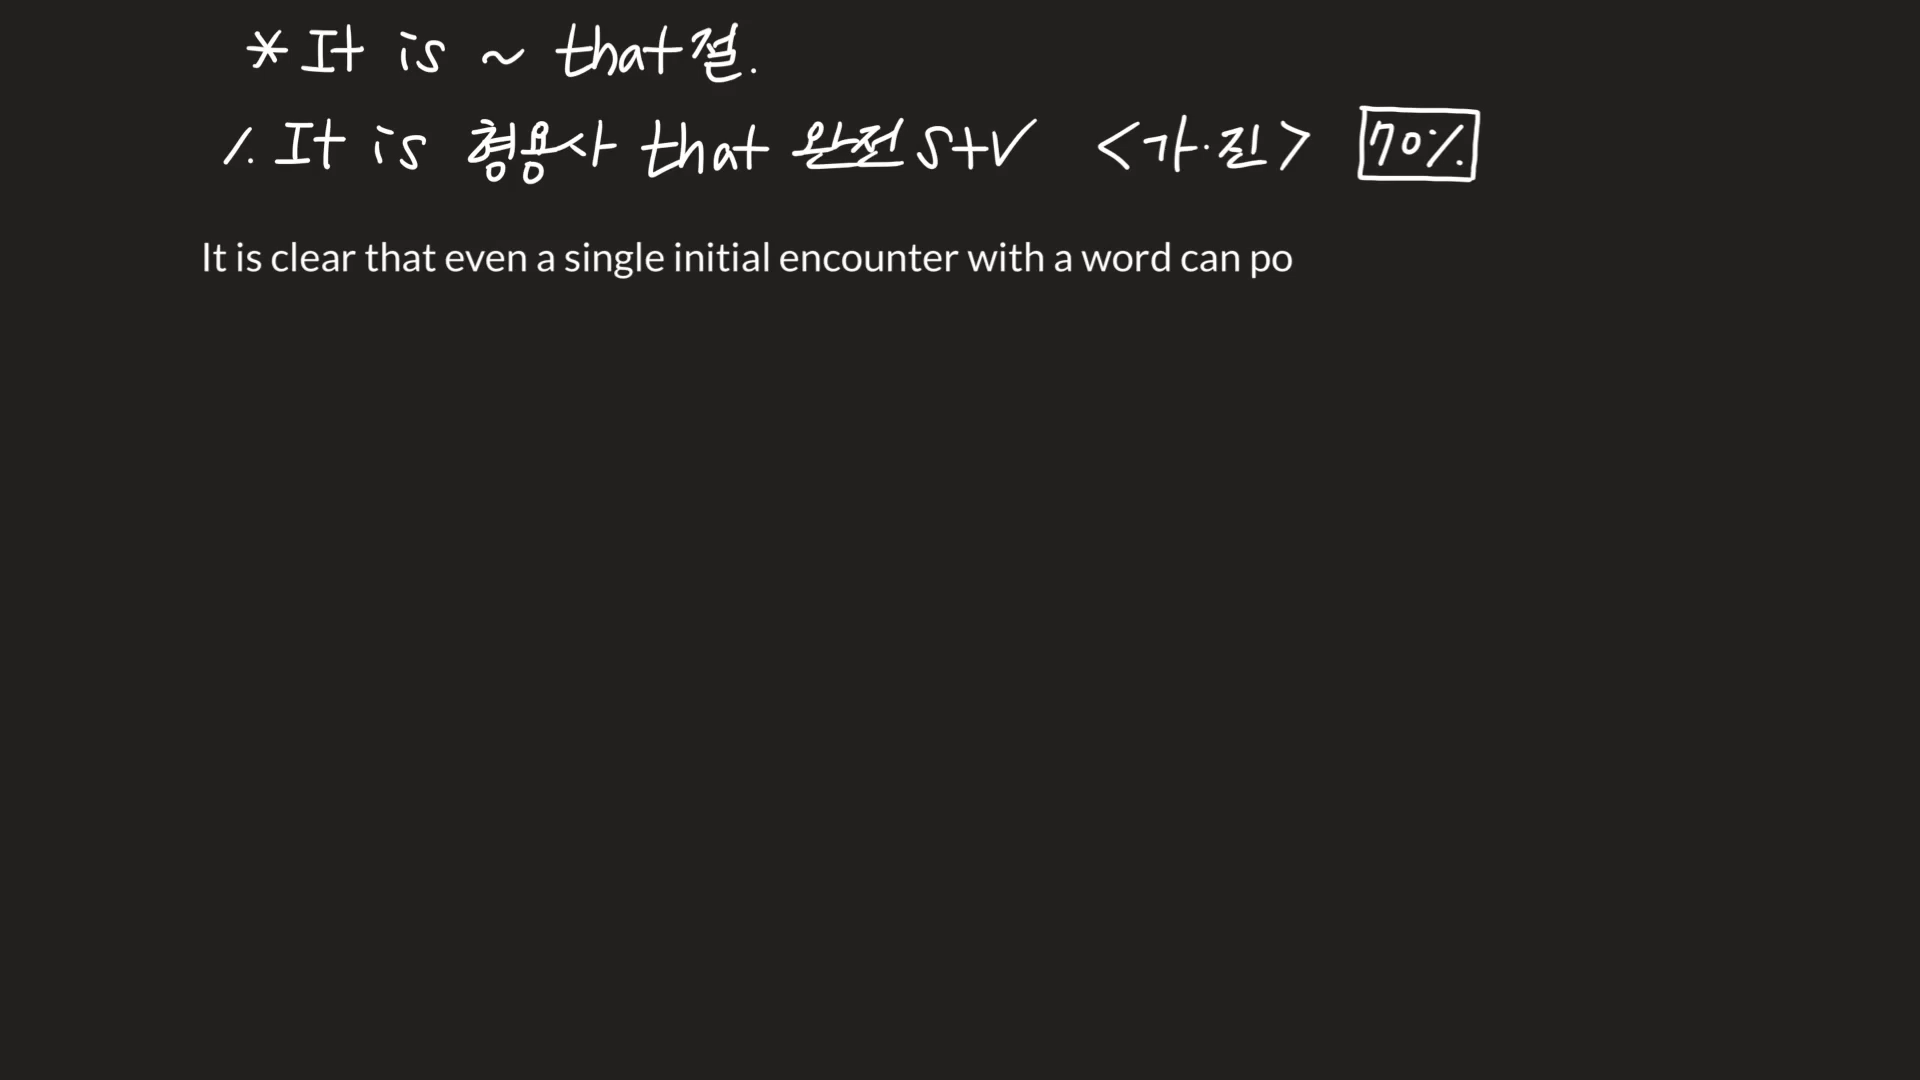 * It is ~ that절.
1. It is 형용사 that 완전 S+V <가·진> 70%
It is clear that even a single initial encounter with a word can po